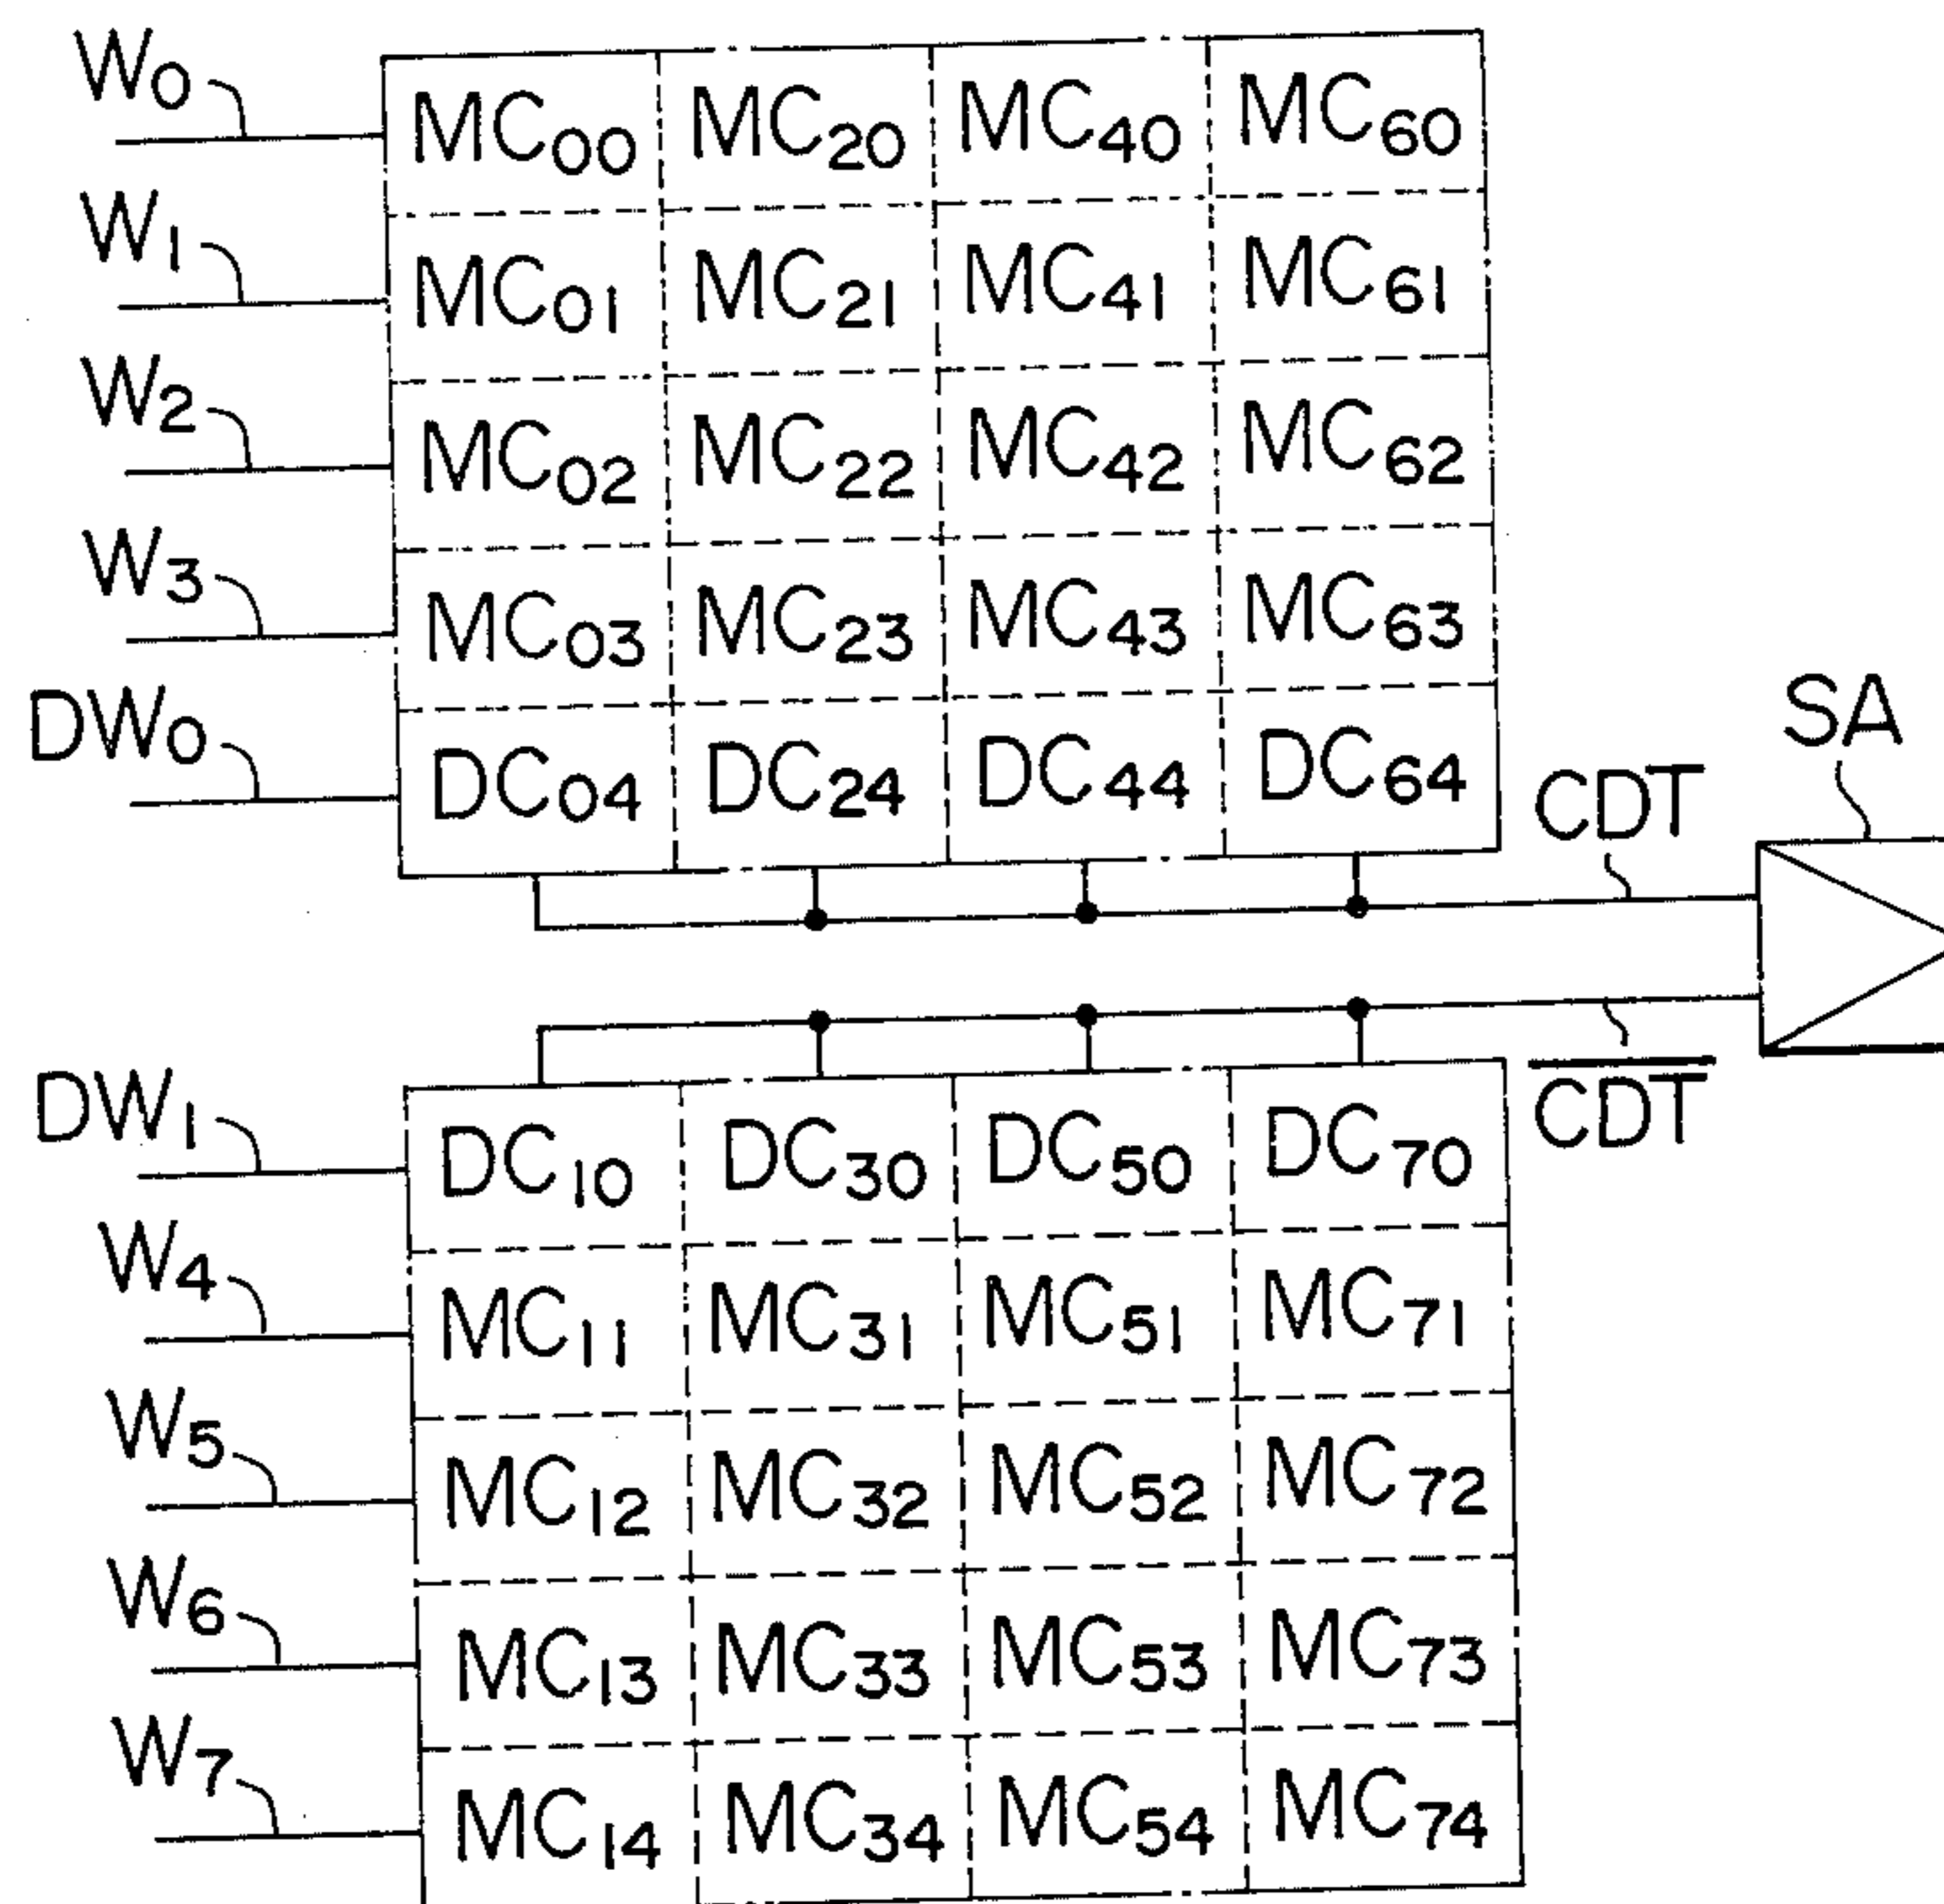 W0 MC00 MC20 MC40 MC60
W1 MC01 MC21 MC41 MC61
W2 MC02 MC22 MC42 MC62
W3 MC03 MC23 MC43 MC63
DW0 DC04 DC24 DC44 DC64
SA
CDT
C̅D̅T̅
DW1 DC10 DC30 DC50 DC70
W4 MC11 MC31 MC51 MC71
W5 MC12 MC32 MC52 MC72
W6 MC13 MC33 MC53 MC73
W7 MC14 MC34 MC54 MC74